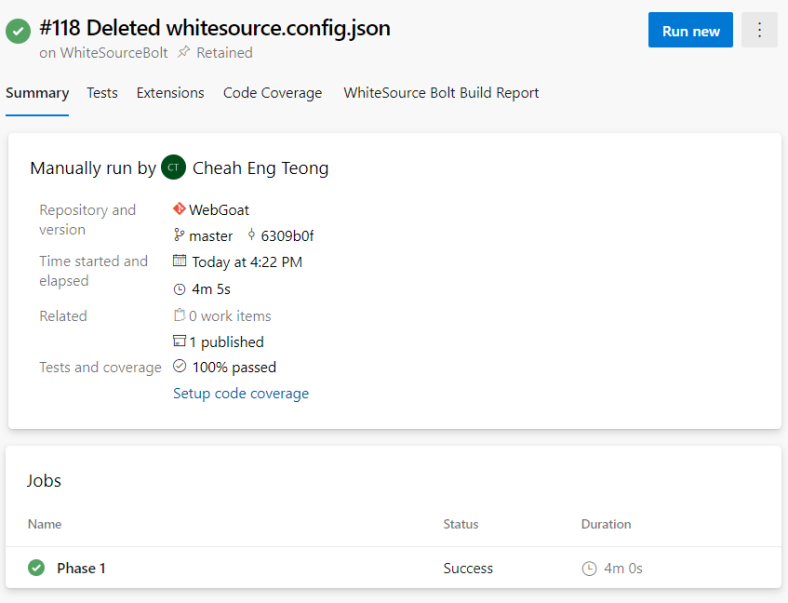 #118 Deleted whitesource.config.json
on WhiteSourceBolt Retained
Run new
Summary Tests Extensions Code Coverage WhiteSource Bolt Build Report
Manually run by CT Cheah Eng Teong
Repository and version
WebGoat
master 6309b0f
Time started and elapsed
Today at 4:22 PM
4m 5s
Related
0 work items
1 published
Tests and coverage
100% passed
Setup code coverage
Jobs
Name Status Duration
Phase 1 Success 4m 0s